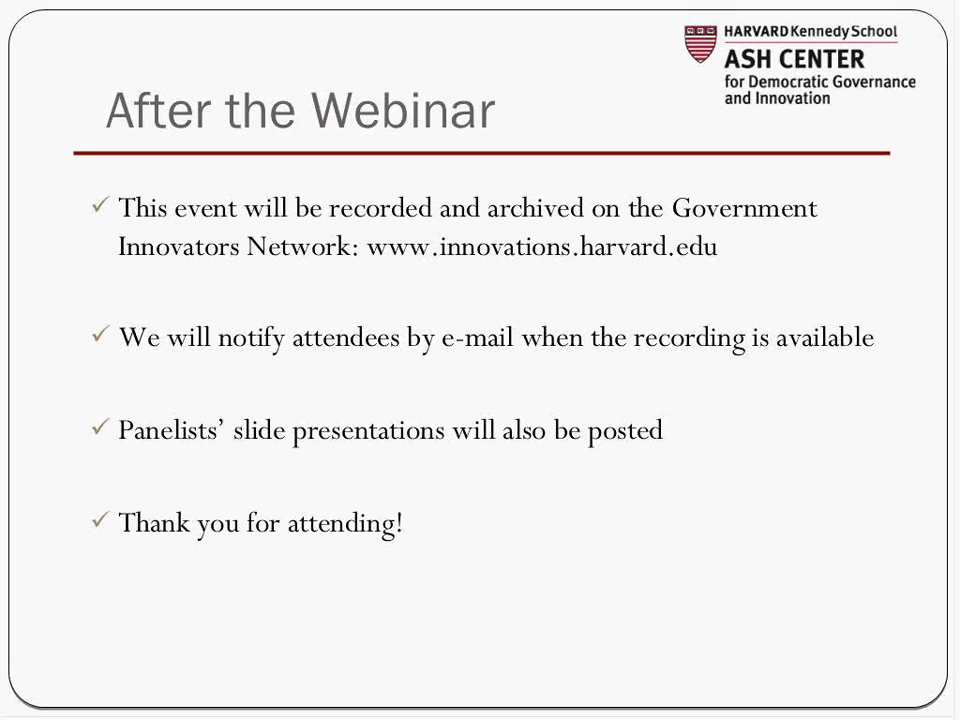 HARVARD Kennedy School
ASH CENTER
for Democratic Governance
and Innovation
After the Webinar
This event will be recorded and archived on the Government
Innovators Network: www.innovations.harvard.edu
We will notify attendees by e-mail when the recording is available
Panelists’ slide presentations will also be posted
Thank you for attending!